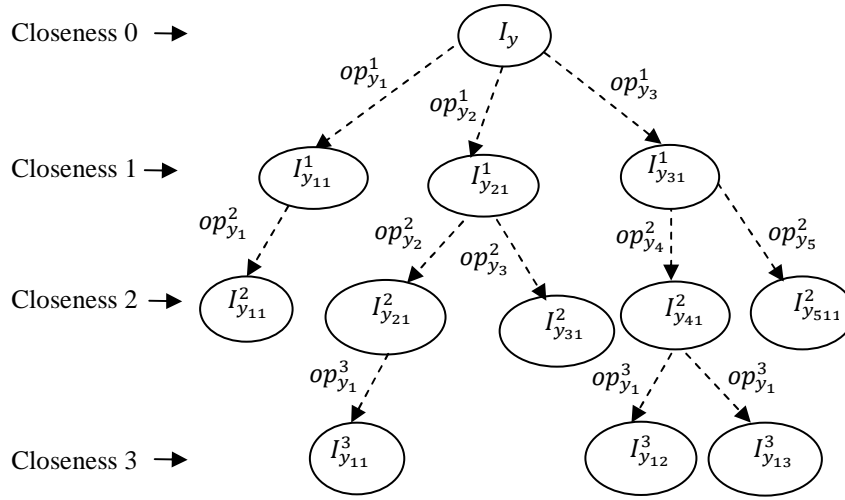 Closeness 0
I_y
op^1_{y_1}
op^1_{y_2}
op^1_{y_3}
Closeness 1
I^1_{y_{11}}
I^1_{y_{21}}
I^1_{y_{31}}
op^2_{y_1}
op^2_{y_2}
op^2_{y_3}
op^2_{y_4}
op^2_{y_5}
Closeness 2
I^2_{y_{11}}
I^2_{y_{21}}
I^2_{y_{31}}
I^2_{y_{41}}
I^2_{y_{511}}
op^3_{y_1}
op^3_{y_1}
op^3_{y_1}
Closeness 3
I^3_{y_{11}}
I^3_{y_{12}}
I^3_{y_{13}}